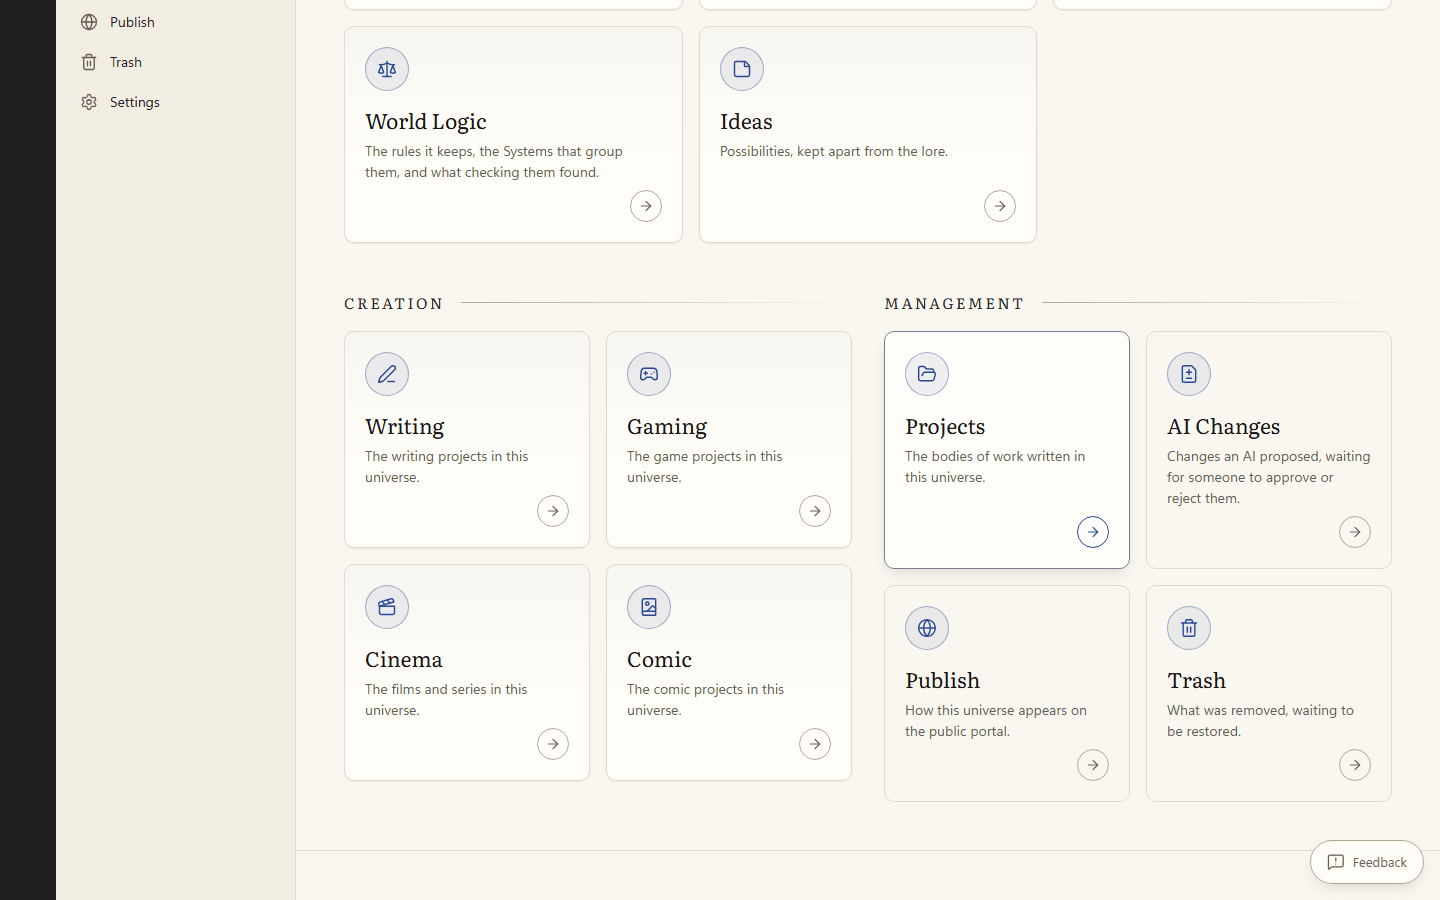 Publish
Trash
Settings
World Logic
The rules it keeps, the Systems that group
them, and what checking them found.
Ideas
Possibilities, kept apart from the lore.
CREATION
Writing
The writing projects in this
universe.
Gaming
The game projects in this
universe.
Cinema
The films and series in this
universe.
Comic
The comic projects in this
universe.
MANAGEMENT
Projects
The bodies of work written in
this universe.
AI Changes
Changes an AI proposed, waiting
for someone to approve or
reject them.
Publish
How this universe appears on
the public portal.
Trash
What was removed, waiting to
be restored.
Feedback